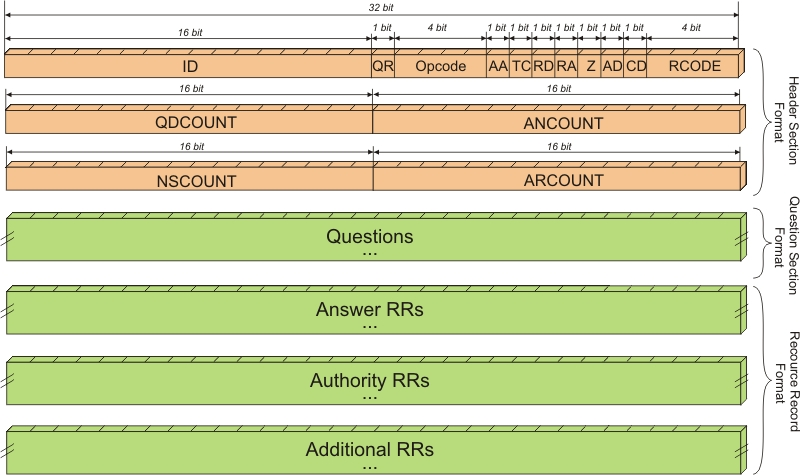 32 bit
16 bit 1 bit 4 bit 1 bit 1 bit 1 bit 1 bit 1 bit 1 bit 1 bit 4 bit
ID QR Opcode AA TC RD RA Z AD CD RCODE
16 bit 16 bit
QDCOUNT ANCOUNT
16 bit 16 bit
NSCOUNT ARCOUNT
Header Section
Format
Questions
...
Question Section
Format
Answer RRs
...
Authority RRs
...
Additional RRs
...
Recource Record
Format